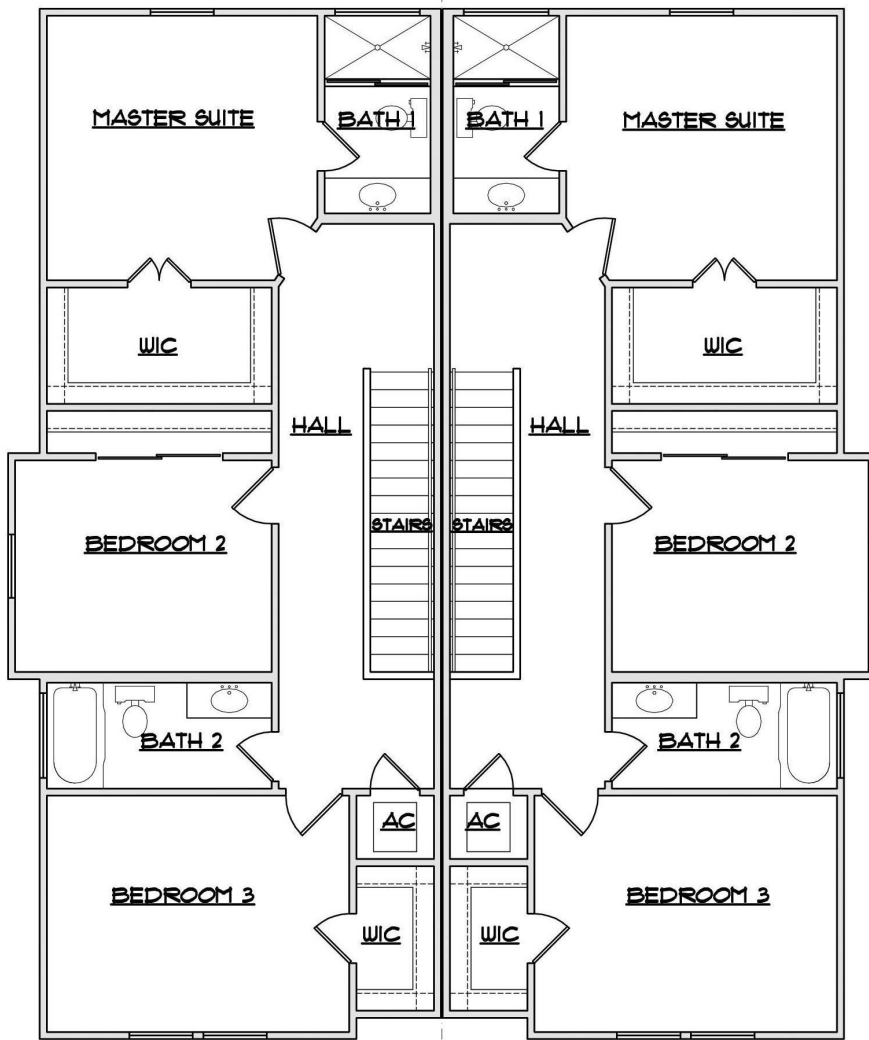 MASTER SUITE
BATH 1
BATH 1
MASTER SUITE
WIC
WIC
HALL
HALL
STAIRS
STAIRS
BEDROOM 2
BEDROOM 2
BATH 2
BATH 2
AC
AC
BEDROOM 3
BEDROOM 3
WIC
WIC